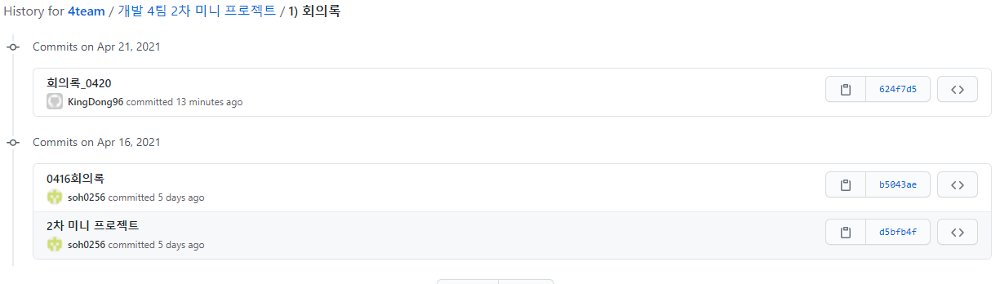 History for 4team / 개발 4팀 2차 미니 프로젝트 / 1) 회의록
Commits on Apr 21, 2021
회의록_0420
624f7d5
KingDong96 committed 13 minutes ago
Commits on Apr 16, 2021
0416회의록
b5043ae
soh0256 committed 5 days ago
2차 미니 프로젝트
d5bfb4f
soh0256 committed 5 days ago